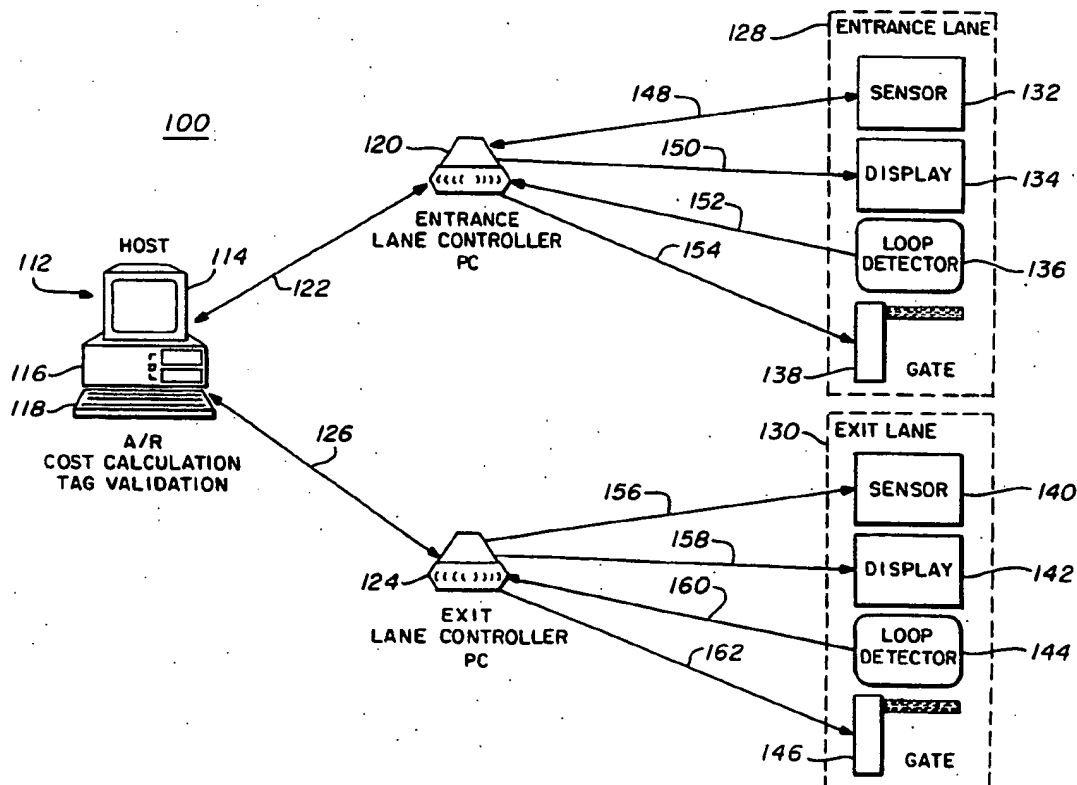 100
HOST
112
114
116
118
A/R
COST CALCULATION
TAG VALIDATION
122
126
120
ENTRANCE
LANE CONTROLLER
PC
124
EXIT
LANE CONTROLLER
PC
148
150
152
154
156
158
160
162
128
ENTRANCE LANE
SENSOR
132
DISPLAY
134
LOOP
DETECTOR
136
138
GATE
130
EXIT LANE
SENSOR
140
DISPLAY
142
LOOP
DETECTOR
144
146
GATE